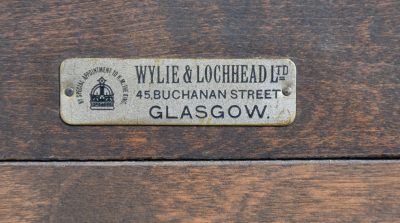 BY SPECIAL APPOINTMENT TO H.M. THE KING
WYLIE & LOCHHEAD LTD
45, BUCHANAN STREET
GLASGOW.